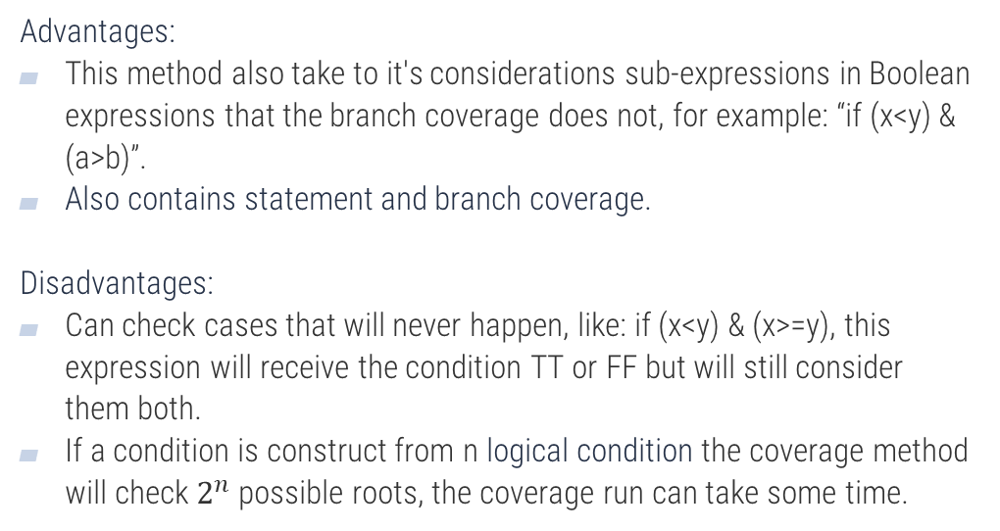 Advantages:
This method also take to it's considerations sub-expressions in Boolean
expressions that the branch coverage does not, for example: “if (x<y) &
(a>b)”.
Also contains statement and branch coverage.
Disadvantages:
Can check cases that will never happen, like: if (x<y) & (x>=y), this
expression will receive the condition TT or FF but will still consider
them both.
If a condition is construct from n logical condition the coverage method
will check 2ⁿ possible roots, the coverage run can take some time.